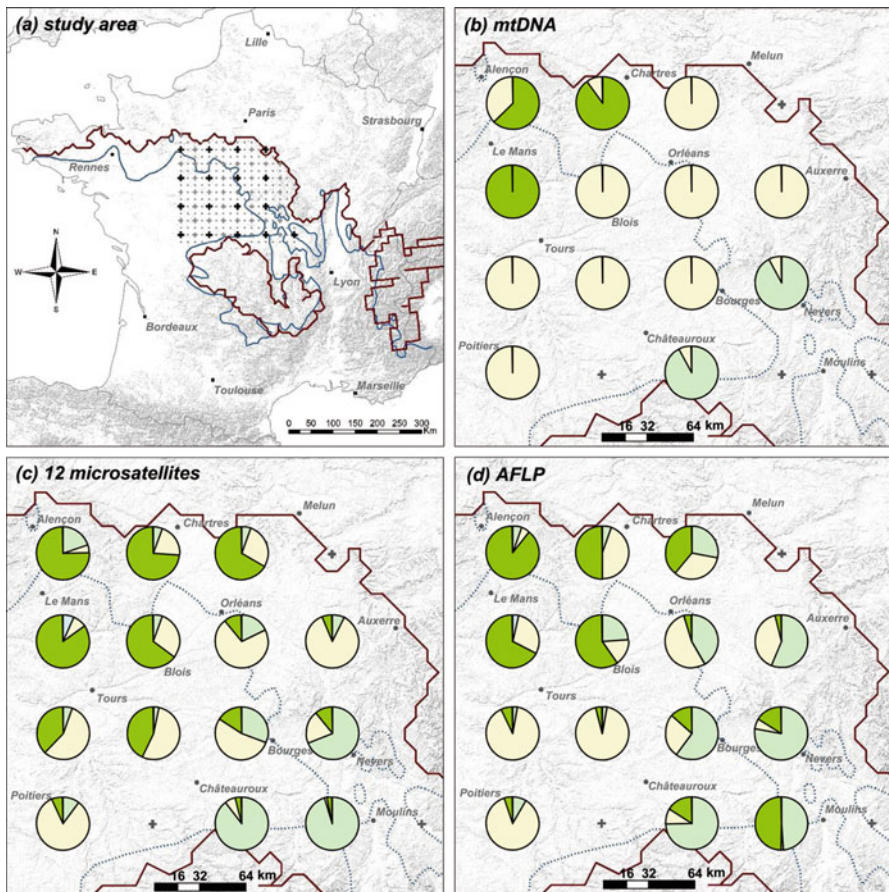 (a) study area
Lille
Paris
Strasbourg
Rennes
N
W E
S
Lyon
Bordeaux
Toulouse
Marseille
0 50 100 150 200 250 300
Km
(b) mtDNA
Melun
Alençon
Chartres
Le Mans
Orléans
Auxerre
Blois
Tours
Bourges
Nevers
Châteauroux
Poitiers
Moulins
16 32 64 km
(c) 12 microsatellites
Melun
Alençon
Chartres
Le Mans
Orléans
Auxerre
Blois
Tours
Bourges
Nevers
Châteauroux
Poitiers
Moulins
16 32 64 km
(d) AFLP
Melun
Alençon
Chartres
Le Mans
Orléans
Auxerre
Blois
Tours
Bourges
Nevers
Châteauroux
Poitiers
Moulins
16 32 64 km